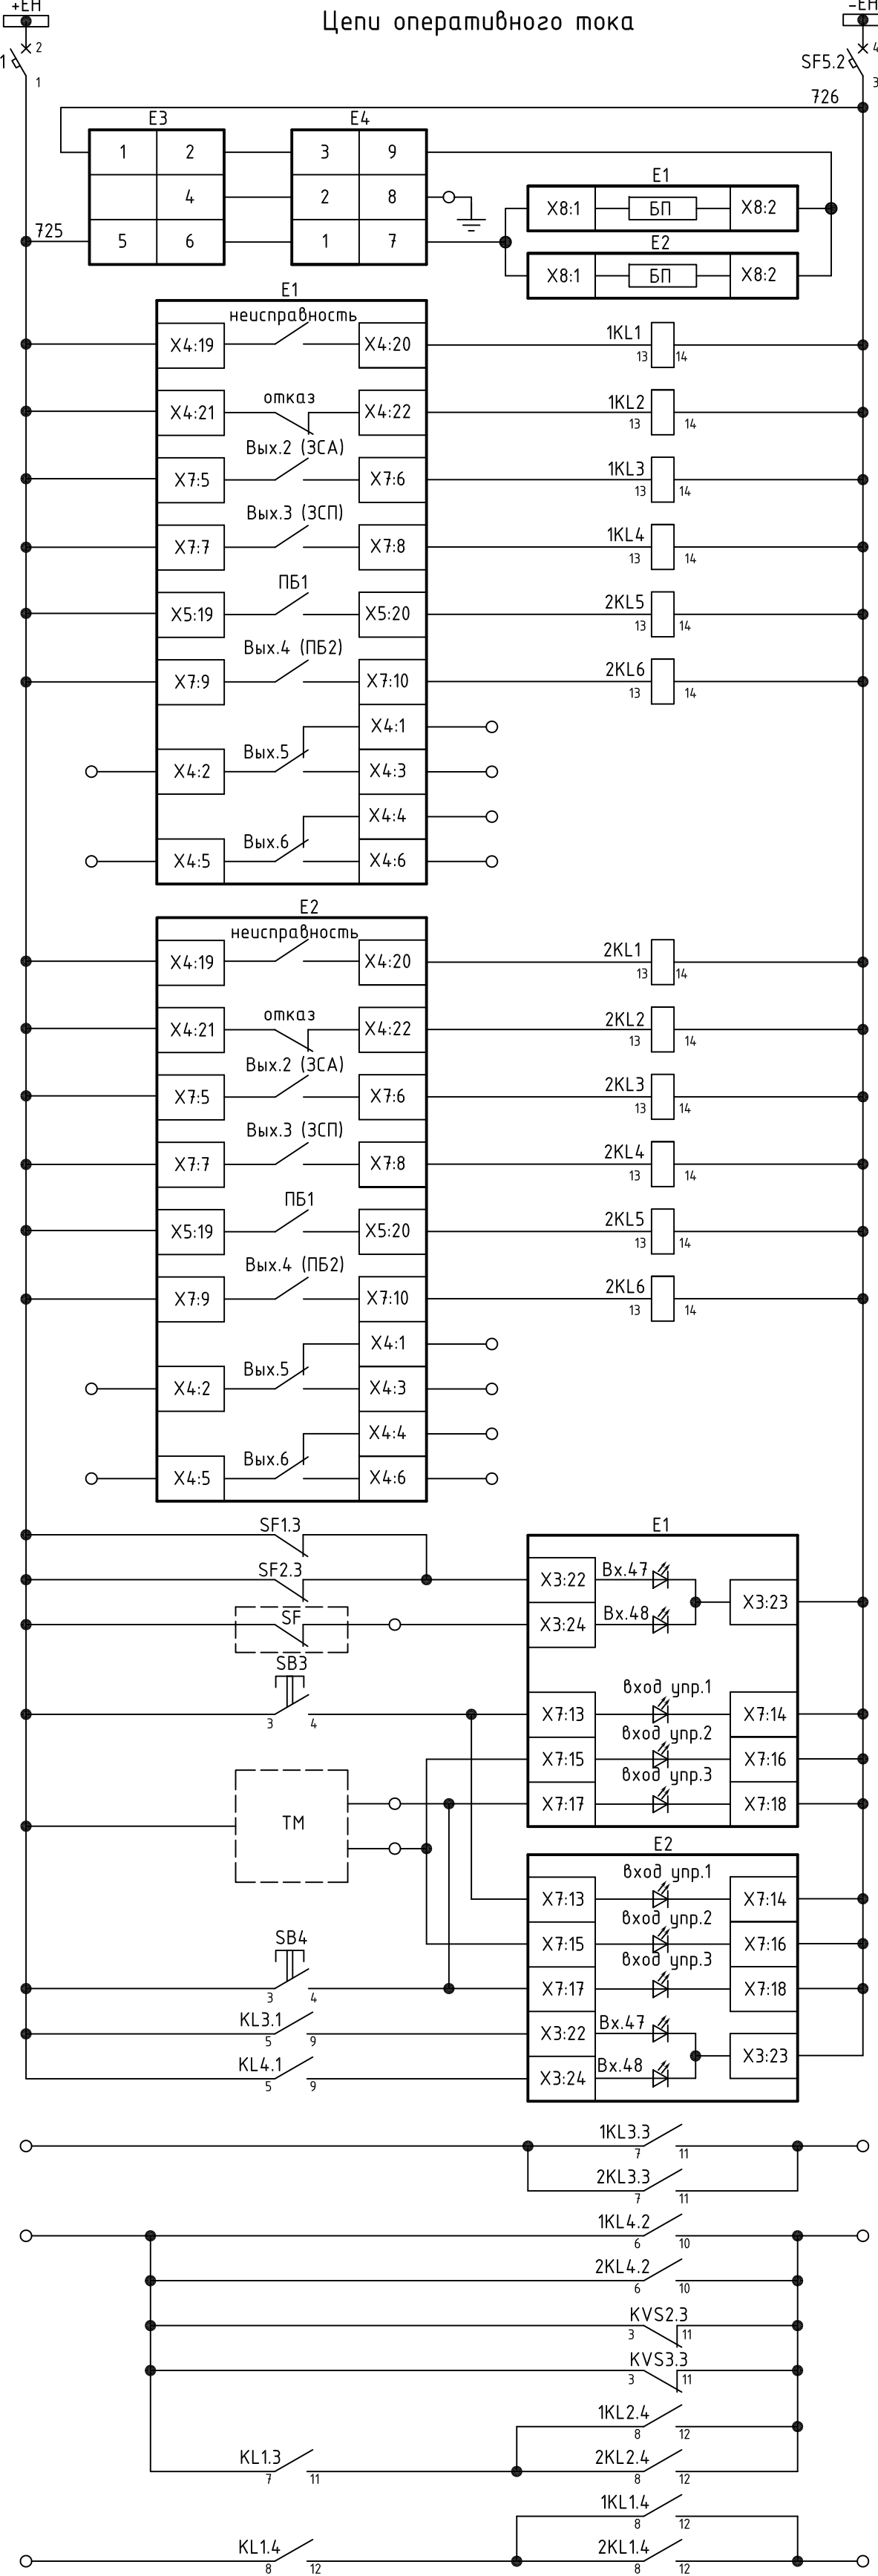 +EH
Цепи оперативного тока
-EH
2
4
1
SF5.2
1
3
726
E3
E4
1 2
3 9
E1
4
2 8
X8:1 БП X8:2
725
5 6
1 7
E2
X8:1 БП X8:2
E1
неисправность
X4:19 X4:20
1KL1
13 14
отказ
X4:21 X4:22
1KL2
13 14
Вых.2 (ЗСА)
X7:5 X7:6
1KL3
13 14
Вых.3 (ЗСП)
X7:7 X7:8
1KL4
13 14
ПБ1
X5:19 X5:20
2KL5
13 14
Вых.4 (ПБ2)
X7:9 X7:10
2KL6
13 14
X4:1
Вых.5
X4:2 X4:3
X4:4
Вых.6
X4:5 X4:6
E2
неисправность
X4:19 X4:20
2KL1
13 14
отказ
X4:21 X4:22
2KL2
13 14
Вых.2 (ЗСА)
X7:5 X7:6
2KL3
13 14
Вых.3 (ЗСП)
X7:7 X7:8
2KL4
13 14
ПБ1
X5:19 X5:20
2KL5
13 14
Вых.4 (ПБ2)
X7:9 X7:10
2KL6
13 14
X4:1
Вых.5
X4:2 X4:3
X4:4
Вых.6
X4:5 X4:6
SF1.3
E1
SF2.3
X3:22 Вх.47
X3:23
SF
X3:24 Вх.48
SB3
3 4
вход упр.1
X7:13 X7:14
вход упр.2
X7:15 X7:16
вход упр.3
X7:17 X7:18
ТМ
E2
вход упр.1
X7:13 X7:14
вход упр.2
X7:15 X7:16
SB4
3 4
вход упр.3
X7:17 X7:18
KL3.1
5 9
X3:22 Вх.47
X3:23
KL4.1
5 9
X3:24 Вх.48
1KL3.3
7 11
2KL3.3
7 11
1KL4.2
6 10
2KL4.2
6 10
KVS2.3
3 11
KVS3.3
3 11
1KL2.4
8 12
KL1.3
7 11
2KL2.4
8 12
1KL1.4
8 12
KL1.4
8 12
2KL1.4
8 12